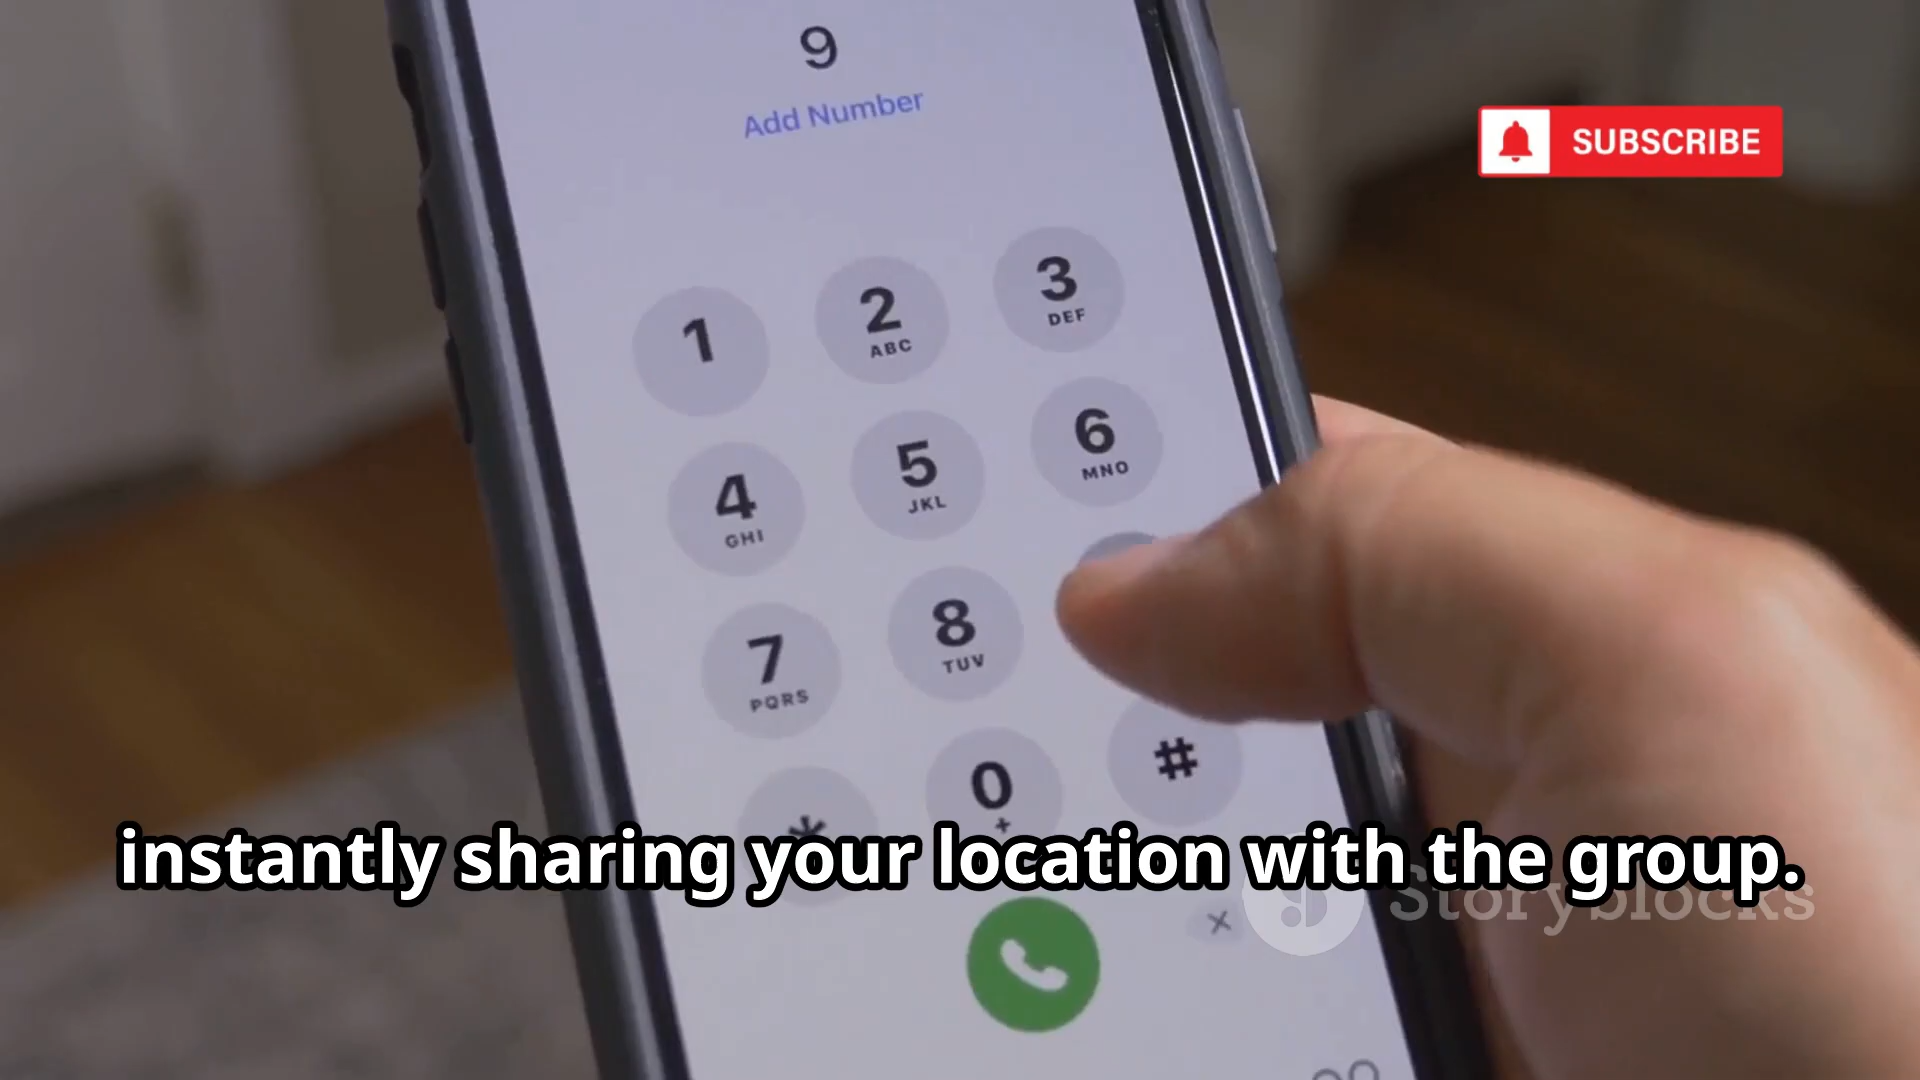 9
Add Number
SUBSCRIBE
1
2
ABC
3
DEF
4
GHI
5
JKL
6
MNO
7
PQRS
8
TUV
*
0
+
#
instantly sharing your location with the group.
Storyblocks